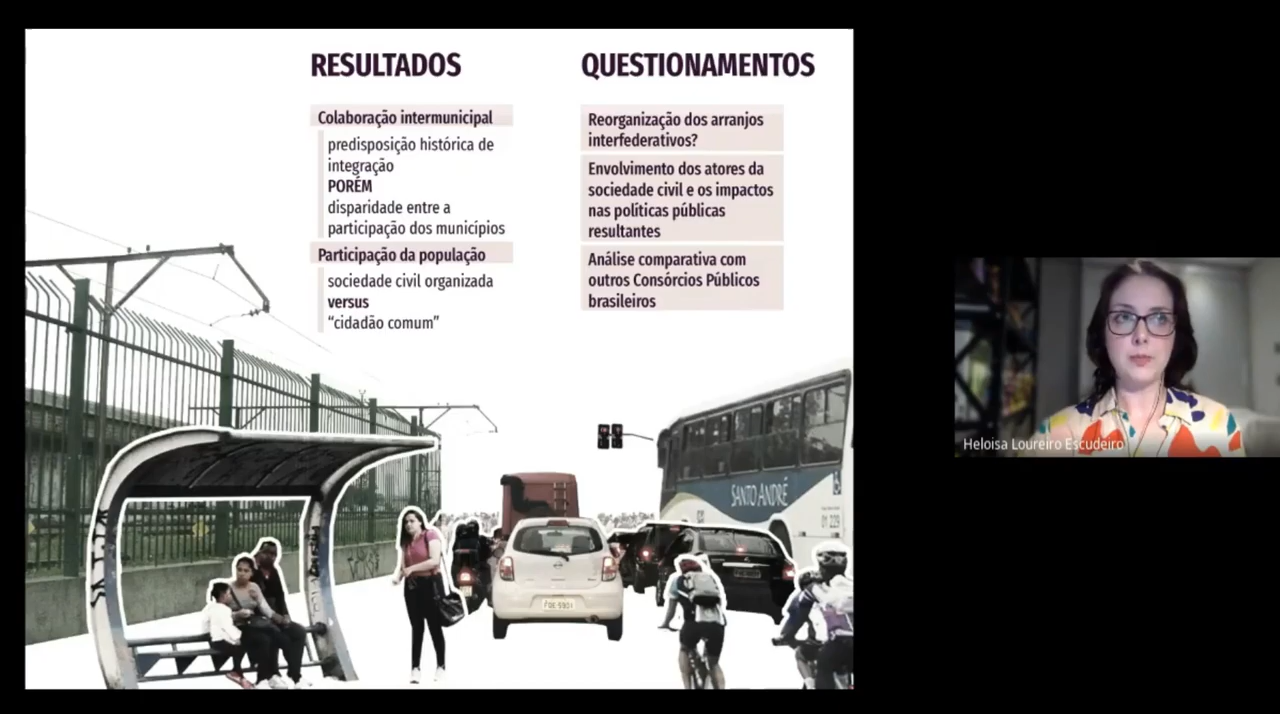 RESULTADOS
Colaboração intermunicipal
predisposição histórica de
integração
PORÉM
disparidade entre a
participação dos municípios
Participação da população
sociedade civil organizada
versus
“cidadão comum”
QUESTIONAMENTOS
Reorganização dos arranjos
interfederativos?
Envolvimento dos atores da
sociedade civil e os impactos
nas políticas públicas
resultantes
Análise comparativa com
outros Consórcios Públicos
brasileiros
SANTO ANDRÉ
01 229
Heloisa Loureiro Escudeiro